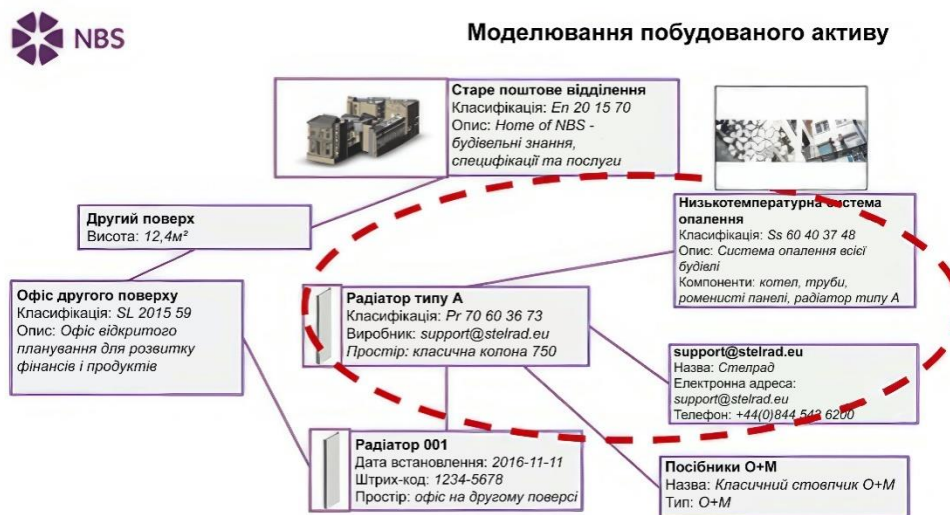 NBS
Моделювання побудованого активу
Старе поштове відділення
Класифікація: En 20 15 70
Опис: Home of NBS -
будівельні знання,
специфікації та послуги
Другий поверх
Висота: 12,4м²
Низькотемпературна система
опалення
Класифікація: Ss 60 40 37 48
Опис: Система опалення всієї
будівлі
Компоненти: котел, труби,
роменисті панелі, радіатор типу А
Офіс другого поверху
Класифікація: SL 2015 59
Опис: Офіс відкритого
планування для розвитку
фінансів і продуктів
Радіатор типу А
Класифікація: Pr 70 60 36 73
Виробник: support@stelrad.eu
Простір: класична колона 750
support@stelrad.eu
Назва: Стелрад
Електронна адреса:
support@stelrad.eu
Телефон: +44(0)844 543 6200
Радіатор 001
Дата встановлення: 2016-11-11
Штрих-код: 1234-5678
Простір: офіс на другому поверсі
Посібники О+М
Назва: Класичний стовпчик О+М
Тип: О+М